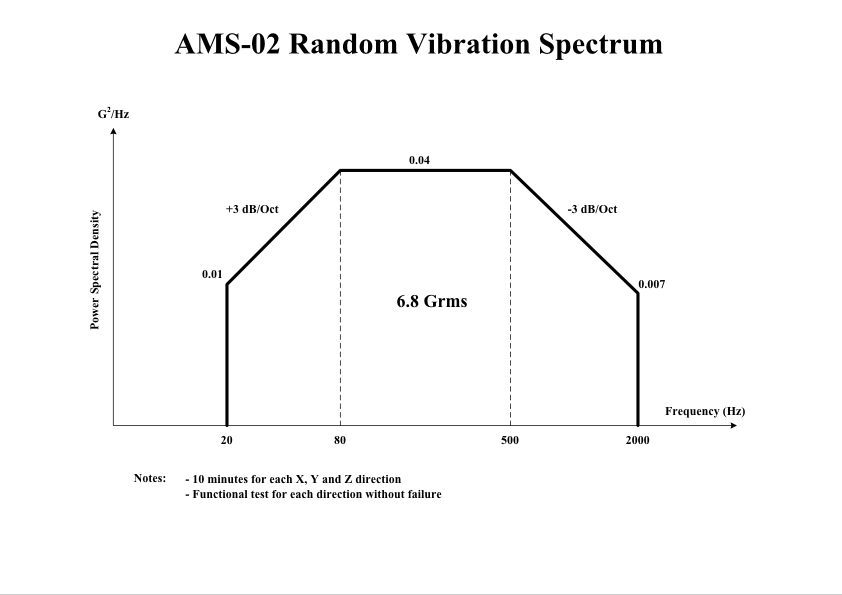 AMS-02 Random Vibration Spectrum
G²/Hz
0.04
+3 dB/Oct
-3 dB/Oct
Power Spectral Density
0.01
0.007
6.8 Grms
Frequency (Hz)
20
80
500
2000
Notes: - 10 minutes for each X, Y and Z direction
- Functional test for each direction without failure